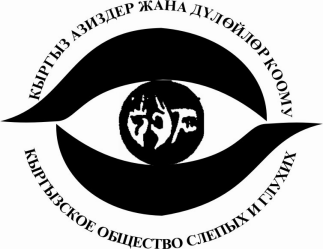 КЫРГЫЗ АЗИЗДЕР ЖАНА ДҮЛӨЙЛӨР КООМУ
КЫРГЫЗСКОЕ ОБЩЕСТВО СЛЕПЫХ И ГЛУХИХ